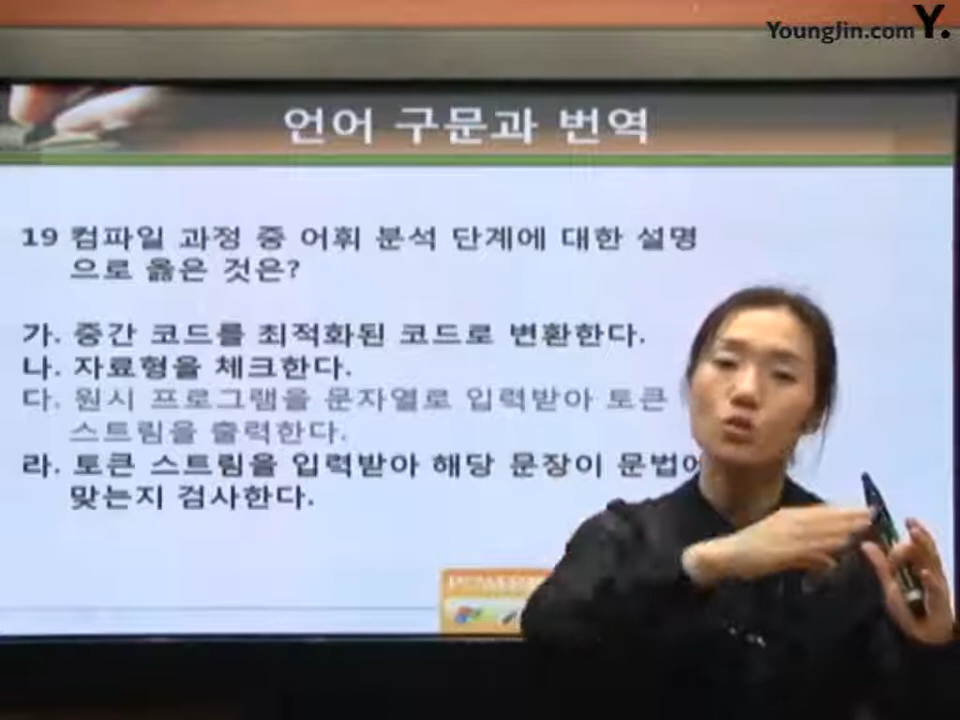 YoungJin.com Y.
언어 구문과 번역
19 컴파일 과정 중 어휘 분석 단계에 대한 설명
으로 옳은 것은?
가. 중간 코드를 최적화된 코드로 변환한다.
나. 자료형을 체크한다.
다. 원시 프로그램을 문자열로 입력받아 토큰
스트림을 출력한다.
라. 토큰 스트림을 입력받아 해당 문장이 문법에
맞는지 검사한다.